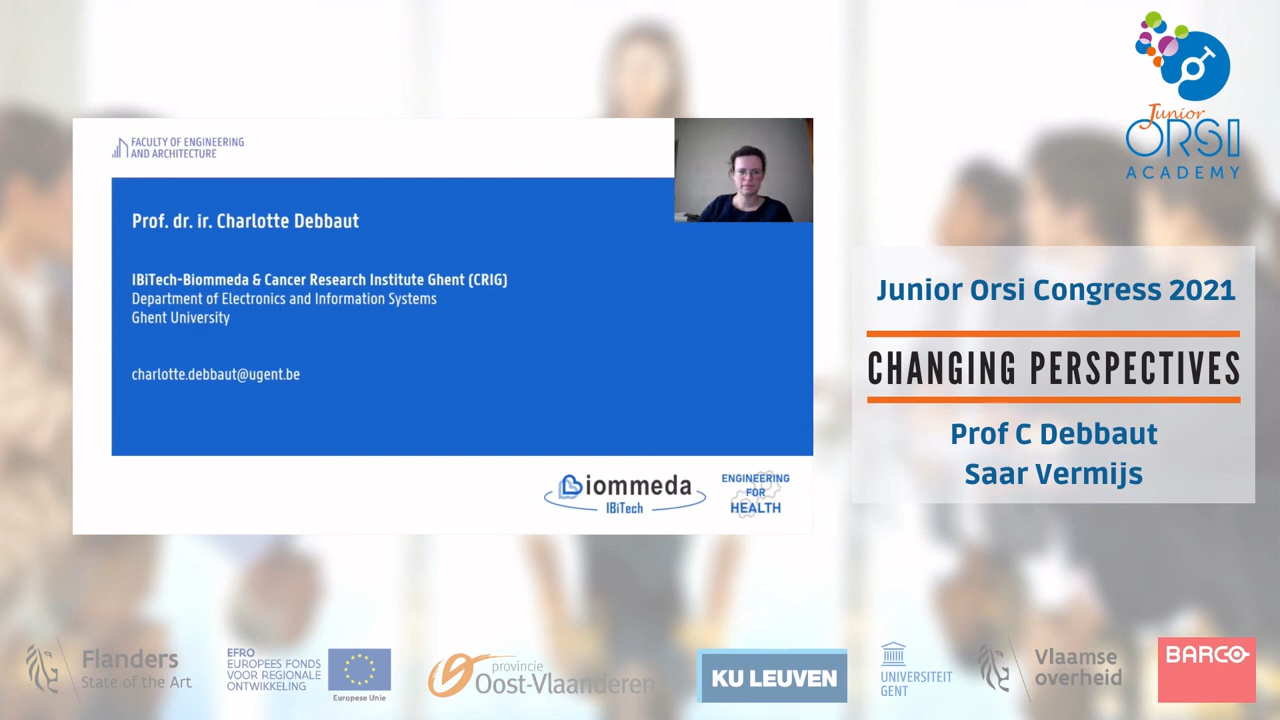 FACULTY OF ENGINEERING
AND ARCHITECTURE
Prof. dr. ir. Charlotte Debbaut
IBiTech-Biommeda & Cancer Research Institute Ghent (CRIG)
Department of Electronics and Information Systems
Ghent University
charlotte.debbaut@ugent.be
Biommeda
IBiTech
ENGINEERING
FOR
HEALTH
Junior
ORSI
ACADEMY
Junior Orsi Congress 2021
CHANGING PERSPECTIVES
Prof C Debbaut
Saar Vermijs
Flanders
State of the Art
EFRO
EUROPEES FONDS
VOOR REGIONALE
ONTWIKKELING
Europese Unie
provincie
Oost-Vlaanderen
KU LEUVEN
UNIVERSITEIT
GENT
Vlaamse
overheid
BARCO